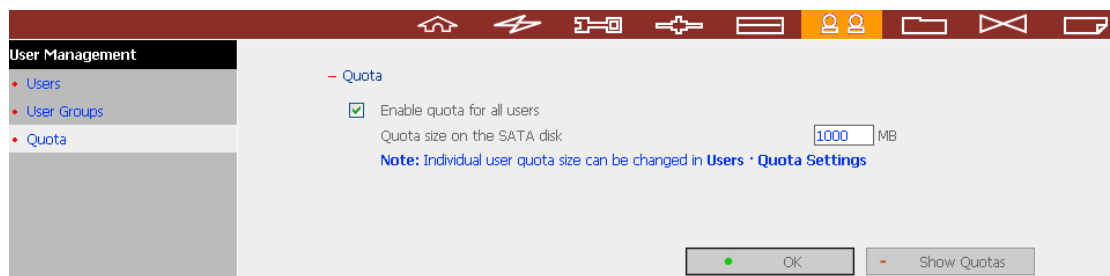 User Management
Users
User Groups
Quota
– Quota
Enable quota for all users
Quota size on the SATA disk 1000 MB
Note: Individual user quota size can be changed in Users · Quota Settings
OK
Show Quotas